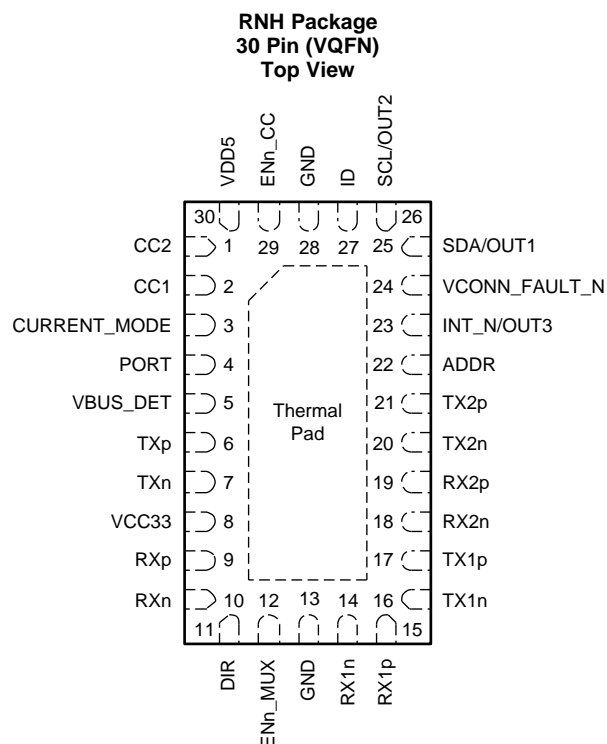 RNH Package
30 Pin (VQFN)
Top View
VDD5
ENn_CC
GND
ID
SCL/OUT2
30
29
28
27
26
CC2 1
CC1 2
CURRENT_MODE 3
PORT 4
VBUS_DET 5
TXp 6
TXn 7
VCC33 8
RXp 9
RXn 10
25 SDA/OUT1
24 VCONN_FAULT_N
23 INT_N/OUT3
22 ADDR
21 TX2p
20 TX2n
19 RX2p
18 RX2n
17 TX1p
16 TX1n
Thermal
Pad
11
12
13
14
15
DIR
ENn_MUX
GND
RX1n
RX1p